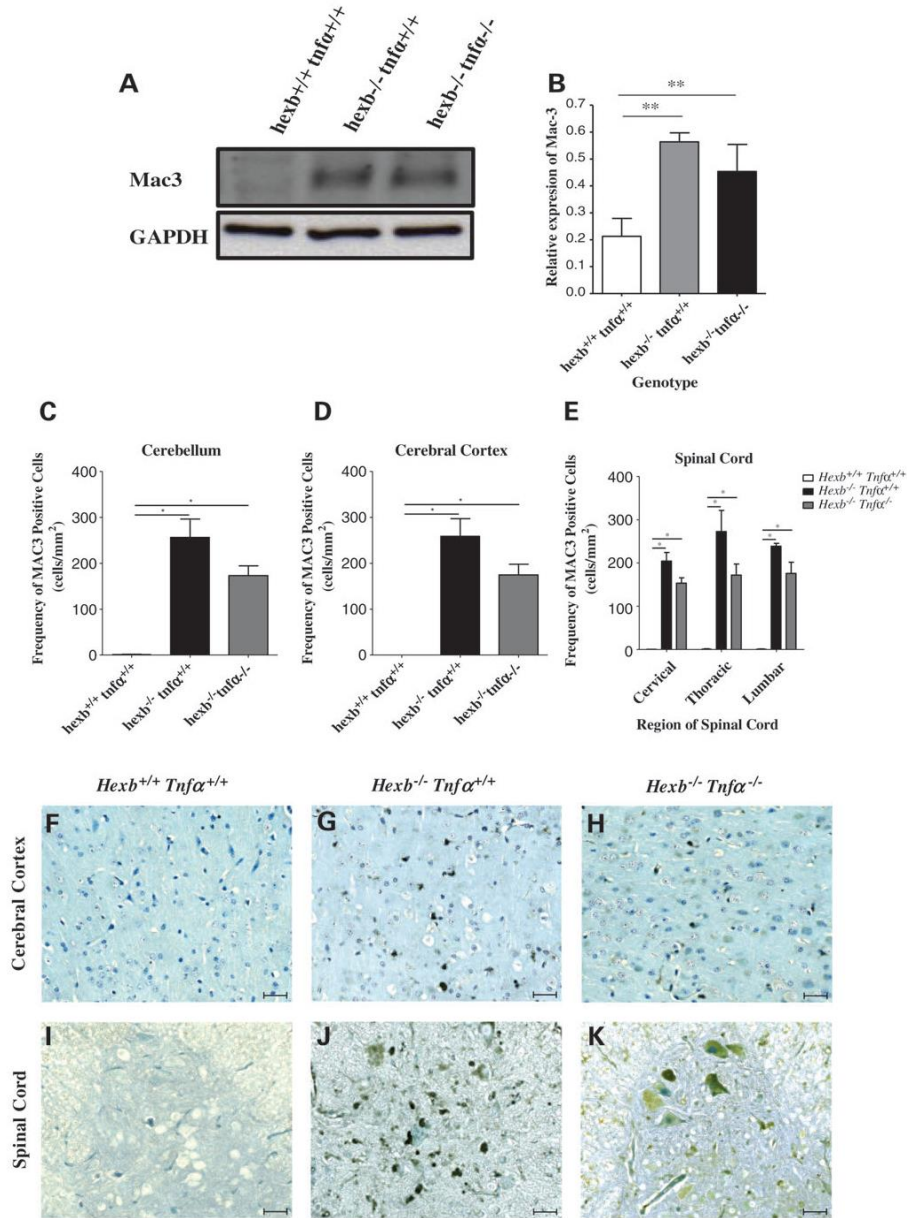 A
hexb+/+ tnfα+/+
hexb-/- tnfα+/+
hexb-/- tnfα-/-
Mac3
GAPDH
B
**
**
Relative expresion of Mac-3
0.7
0.6
0.5
0.4
0.3
0.2
0.1
0.0
hexb+/+ tnfα+/+
hexb-/- tnfα+/+
hexb-/- tnfα-/-
Genotype
C
Cerebellum
Frequency of MAC3 Positive Cells
(cells/mm2)
400
300
200
100
0
*
*
hexb+/+ tnfα+/+
hexb-/- tnfα+/+
hexb-/- tnfα-/-
D
Cerebral Cortex
Frequency of MAC3 Positive Cells
(cells/mm2)
400
300
200
100
0
*
*
hexb+/+ tnfα+/+
hexb-/- tnfα+/+
hexb-/- tnfα-/-
E
Spinal Cord
Frequency of MAC3 Positive Cells
(cells/mm2)
400
300
200
100
0
*
*
*
*
*
*
Hexb+/+ Tnfα+/+
Hexb-/- Tnfα+/+
Hexb-/- Tnfα-/-
Cervical
Thoracic
Lumbar
Region of Spinal Cord
Hexb+/+ Tnfα+/+
Hexb-/- Tnfα+/+
Hexb-/- Tnfα-/-
Cerebral Cortex
F
G
H
Spinal Cord
I
J
K